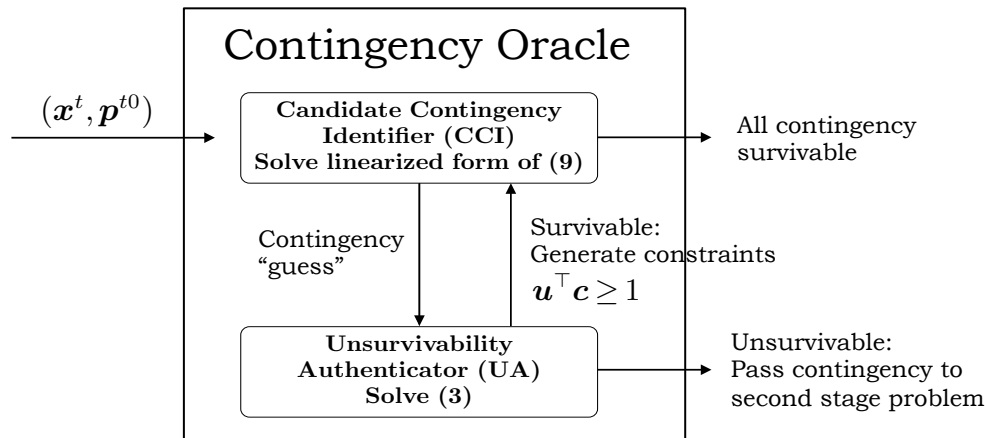 Contingency Oracle
(x^t, p^{t0})
Candidate Contingency
Identifier (CCI)
Solve linearized form of (9)
All contingency
survivable
Contingency
“guess”
Survivable:
Generate constraints
u^⊤ c ≥ 1
Unsurvivability
Authenticator (UA)
Solve (3)
Unsurvivable:
Pass contingency to
second stage problem